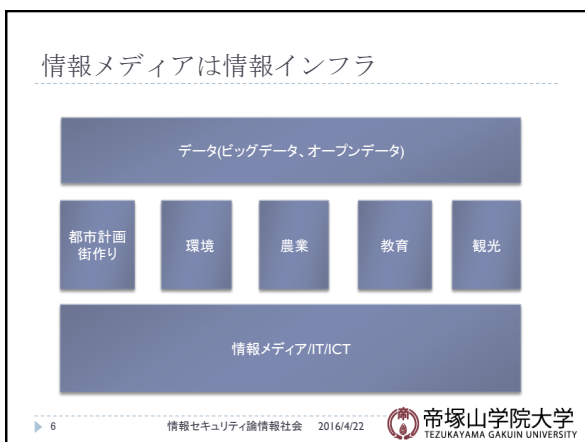 情報メディアは情報インフラ
データ(ビッグデータ、オープンデータ)
都市計画
街作り
環境
農業
教育
観光
情報メディア/IT/ICT
6
情報セキュリティ論情報社会 2016/4/22
帝塚山学院大学
TEZUKAYAMA GAKUIN UNIVERSITY